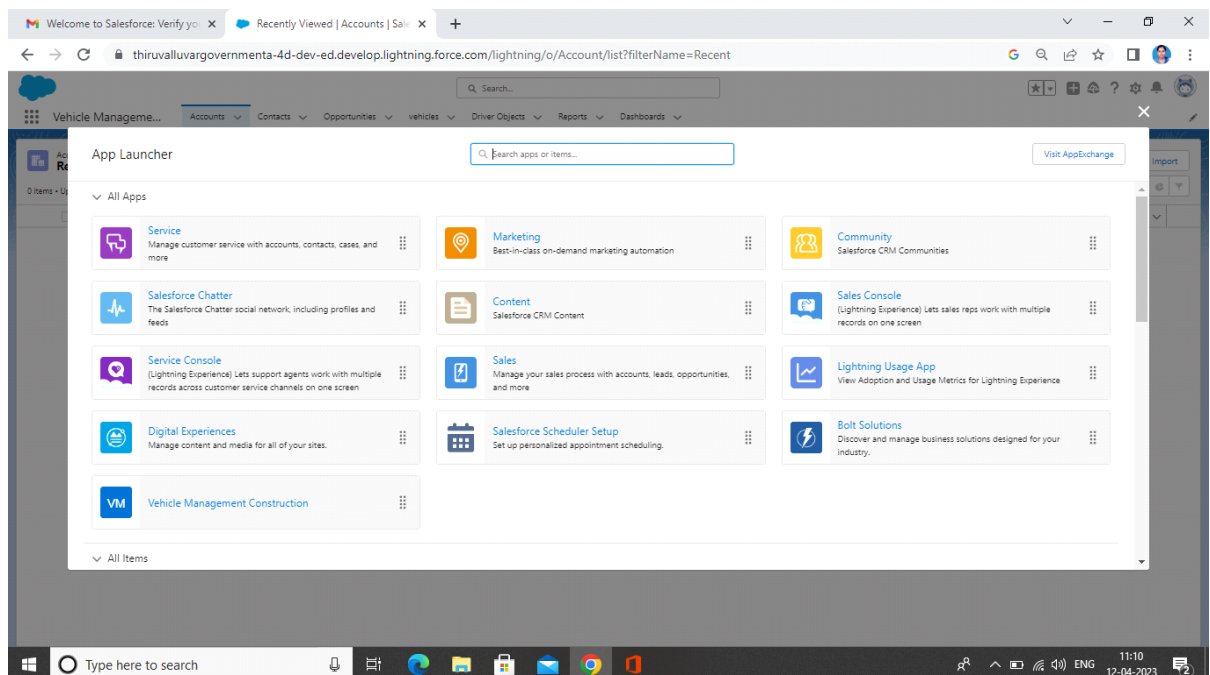 Welcome to Salesforce: Verify yo
Recently Viewed | Accounts | Sale
thiruvalluvargovernmenta-4d-dev-ed.develop.lightning.force.com/lightning/o/Account/list?filterName=Recent
Search...
Vehicle Manageme...
Accounts
Contacts
Opportunities
vehicles
Driver Objects
Reports
Dashboards
Ac
Re
0 items • Up
Import
App Launcher
Search apps or items...
Visit AppExchange
All Apps
Service
Manage customer service with accounts, contacts, cases, and
more
Marketing
Best-in-class on-demand marketing automation
Community
Salesforce CRM Communities
Salesforce Chatter
The Salesforce Chatter social network, including profiles and
feeds
Content
Salesforce CRM Content
Sales Console
(Lightning Experience) Lets sales reps work with multiple
records on one screen
Service Console
(Lightning Experience) Lets support agents work with multiple
records across customer service channels on one screen
Sales
Manage your sales process with accounts, leads, opportunities,
and more
Lightning Usage App
View Adoption and Usage Metrics for Lightning Experience
Digital Experiences
Manage content and media for all of your sites.
Salesforce Scheduler Setup
Set up personalized appointment scheduling.
Bolt Solutions
Discover and manage business solutions designed for your
industry.
VM
Vehicle Management Construction
All Items
Type here to search
ENG
11:10
12-04-2023
2